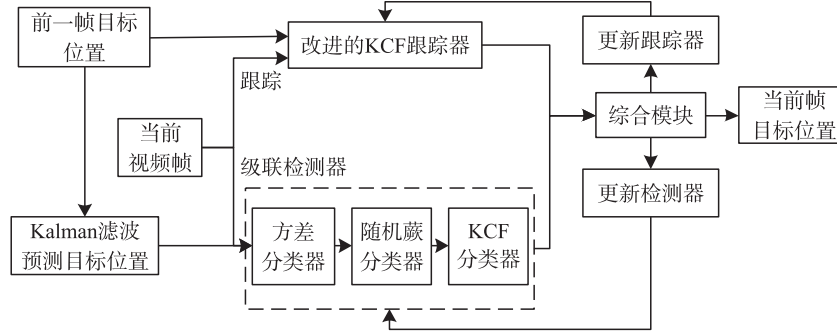 前一帧目标
位置
改进的KCF跟踪器
更新跟踪器
跟踪
当前
视频帧
综合模块
当前帧
目标位置
级联检测器
更新检测器
Kalman滤波
预测目标位置
方差
分类器
随机蕨
分类器
KCF
分类器